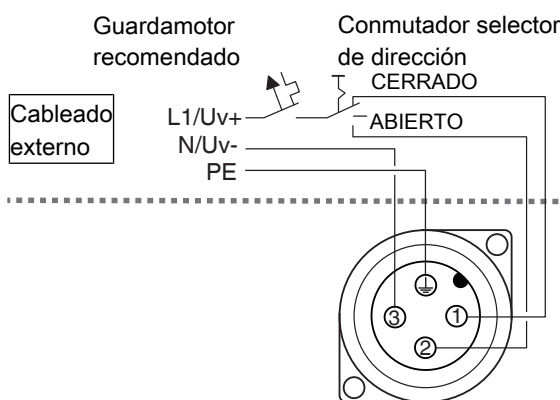 Guardamotor
recomendado
Conmutador selector
de dirección
CERRADO
Cableado
externo
L1/Uv+
ABIERTO
N/Uv-
PE
3
1
2